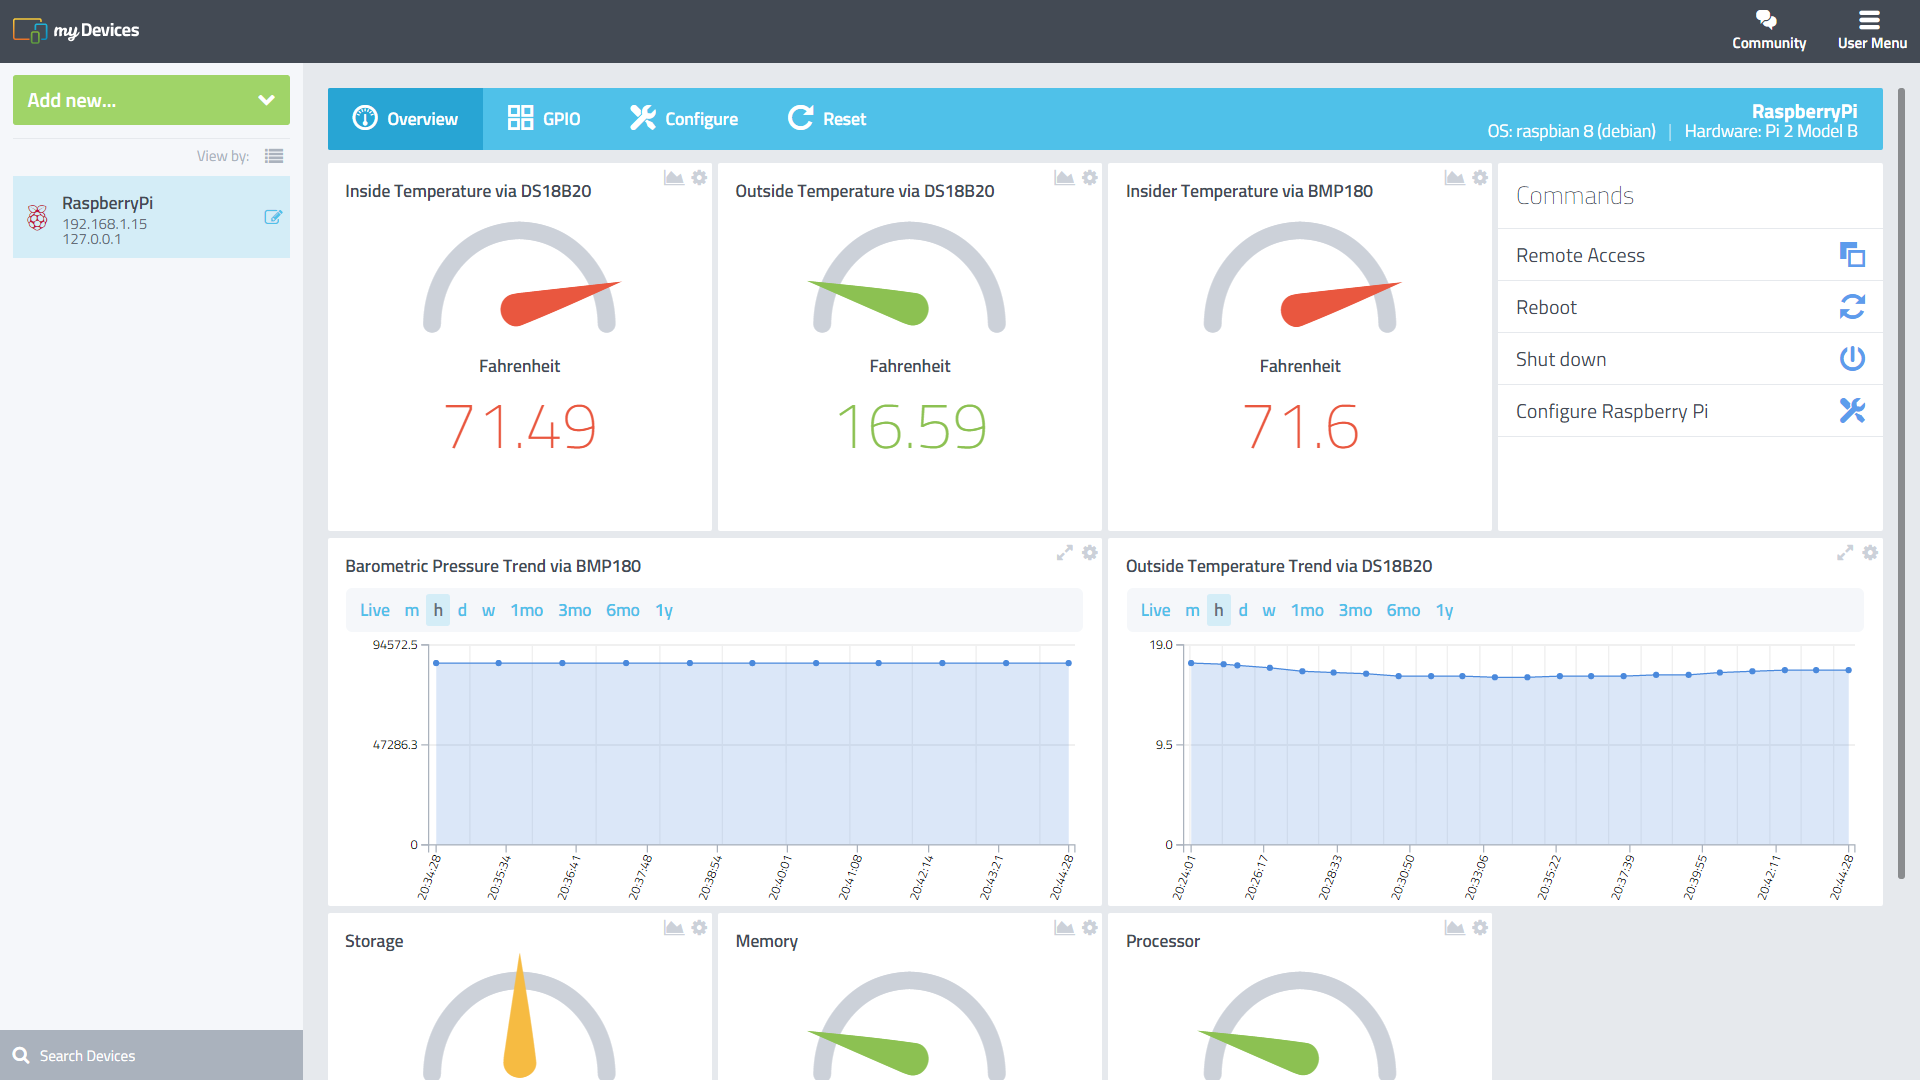 myDevices
Community
User Menu
Add new...
View by:
RaspberryPi
192.168.1.15
127.0.0.1
Search Devices
Overview
GPIO
Configure
Reset
RaspberryPi
OS: raspbian 8 (debian) | Hardware: Pi 2 Model B
Inside Temperature via DS18B20
Fahrenheit
71.49
Outside Temperature via DS18B20
Fahrenheit
16.59
Insider Temperature via BMP180
Fahrenheit
71.6
Commands
Remote Access
Reboot
Shut down
Configure Raspberry Pi
Barometric Pressure Trend via BMP180
Live m h d w 1mo 3mo 6mo 1y
94572.5
47286.3
0
20:34:28 20:35:34 20:36:41 20:37:48 20:38:54 20:40:01 20:41:08 20:42:14 20:43:21 20:44:28
Outside Temperature Trend via DS18B20
Live m h d w 1mo 3mo 6mo 1y
19.0
9.5
0
20:24:01 20:26:17 20:28:33 20:30:50 20:33:06 20:35:22 20:37:39 20:39:55 20:42:11 20:44:28
Storage
Memory
Processor